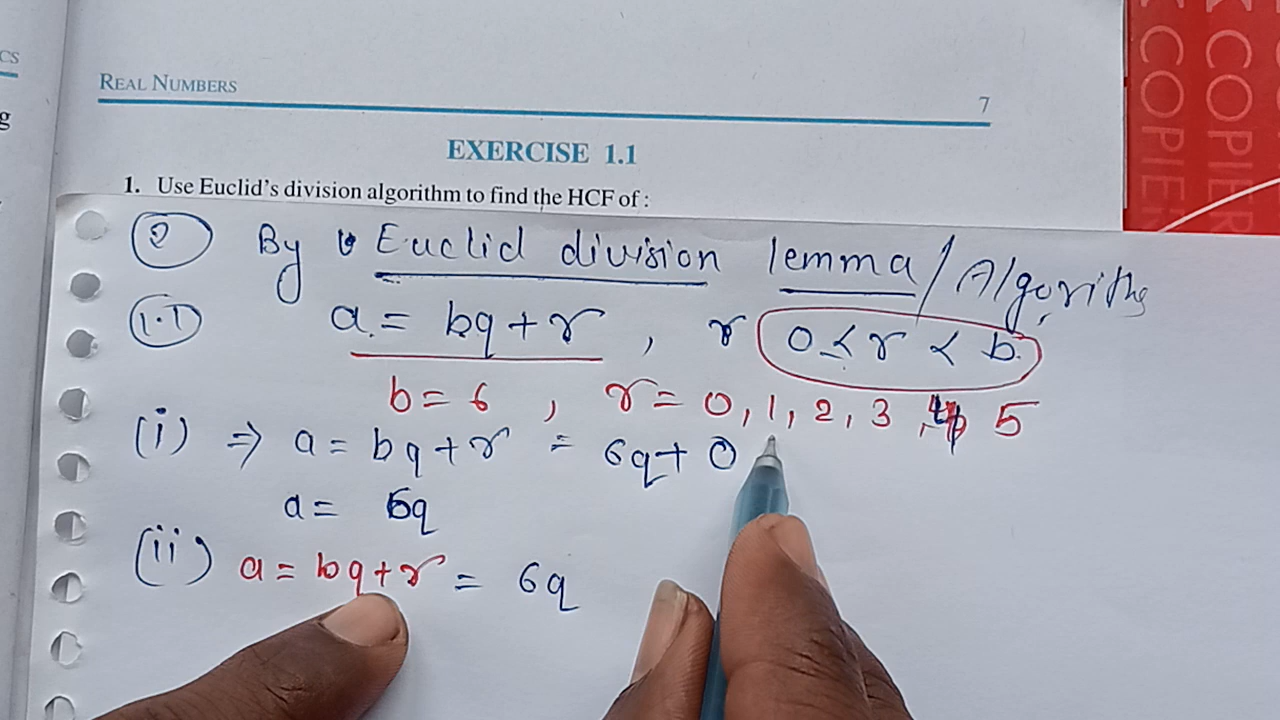 CS
g
REAL NUMBERS
7
EXERCISE 1.1
1. Use Euclid's division algorithm to find the HCF of :
2 By Euclid division lemma / Algorithm
1.1 a = bq + r , r 0 ≤ r < b
b = 6 , r = 0, 1, 2, 3, 4, 5
(i) ⇒ a = bq + r = 6q + 0
a = 6q
(ii) a = bq + r = 6q
COPIER
COPIER